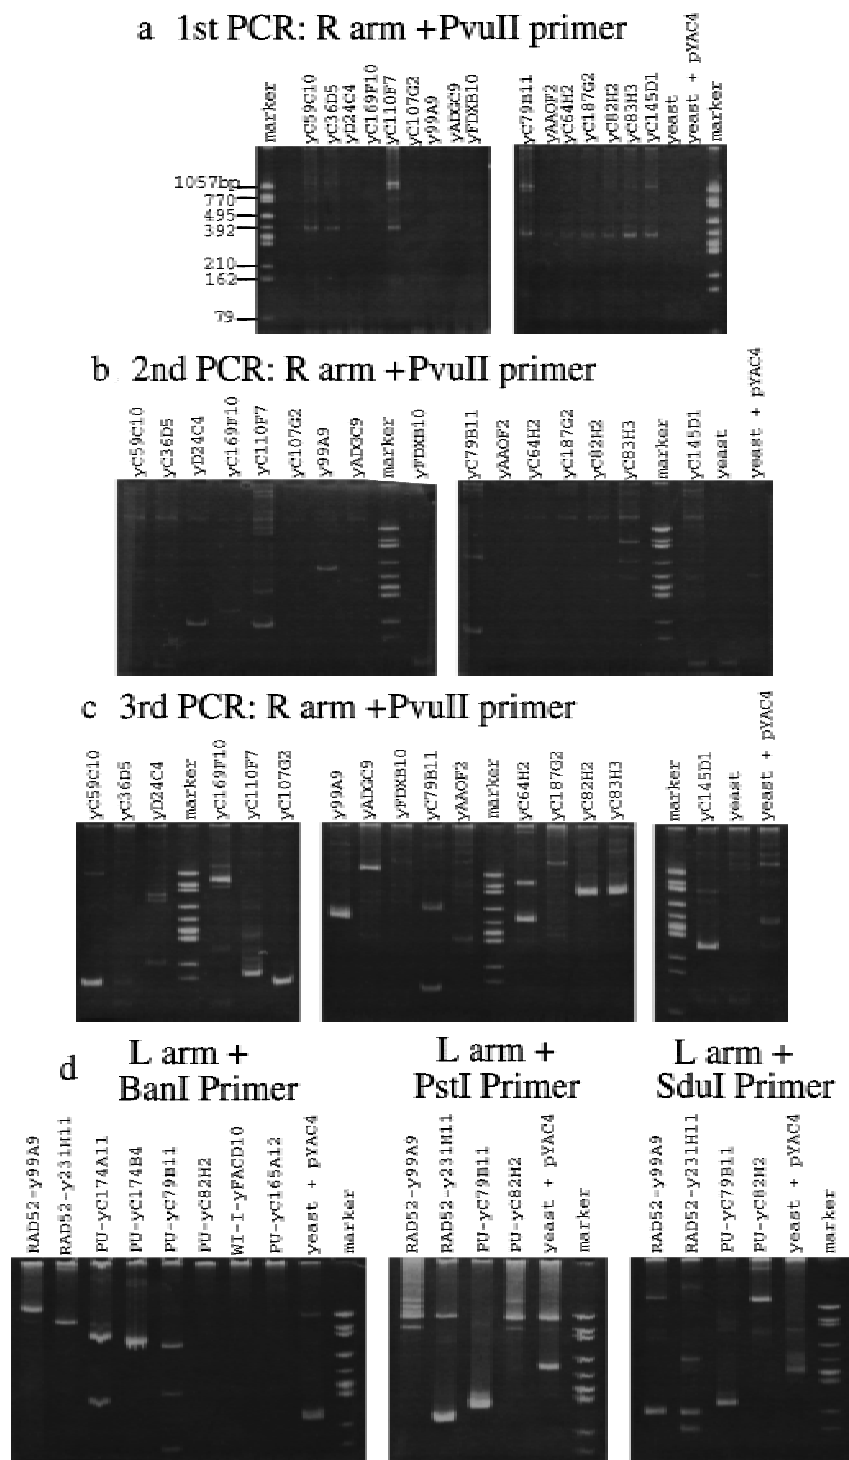 a 1st PCR: R arm +PvuII primer
marker yC59C10 yC36D5 yD24C4 yC169F10 yC110F7 yC107G2 y99A9 yADGC9 yFDXB10
yC79B11 yAAOF2 yC64H2 yC187G2 yC82H2 yC83H3 yC145D1 yeast yeast + pYAC4 marker
1057bp
770
495
392
210
162
79
b 2nd PCR: R arm +PvuII primer
yC59C10 yC36D5 yD24C4 yC169F10 yC110F7 yC107G2 y99A9 yADGC9 marker yFDXB10
yC79B11 yAAOF2 yC64H2 yC187G2 yC82H2 yC83H3 marker yC145D1 yeast yeast + pYAC4
c 3rd PCR: R arm +PvuII primer
yC59C10 yC36D5 yD24C4 marker yC169F10 yC110F7 yC107G2
y99A9 yADGC9 yFDXB10 yC79B11 yAAOF2 marker yC64H2 yC187G2 yC82H2 yC83H3
marker yC145D1 yeast yeast + pYAC4
d
L arm +
BanI Primer
L arm +
PstI Primer
L arm +
SduI Primer
RAD52-y99A9 RAD52-y231H11 PU-yC174A11 PU-yC174B4 PU-yC79B11 PU-yC82H2 WI-I-yFACD10 PU-yC165A12 yeast + pYAC4 marker
RAD52-y99A9 RAD52-y231H11 PU-yC79B11 PU-yC82H2 yeast + pYAC4 marker
RAD52-y99A9 RAD52-y231H11 PU-yC79B11 PU-yC82H2 yeast + pYAC4 marker